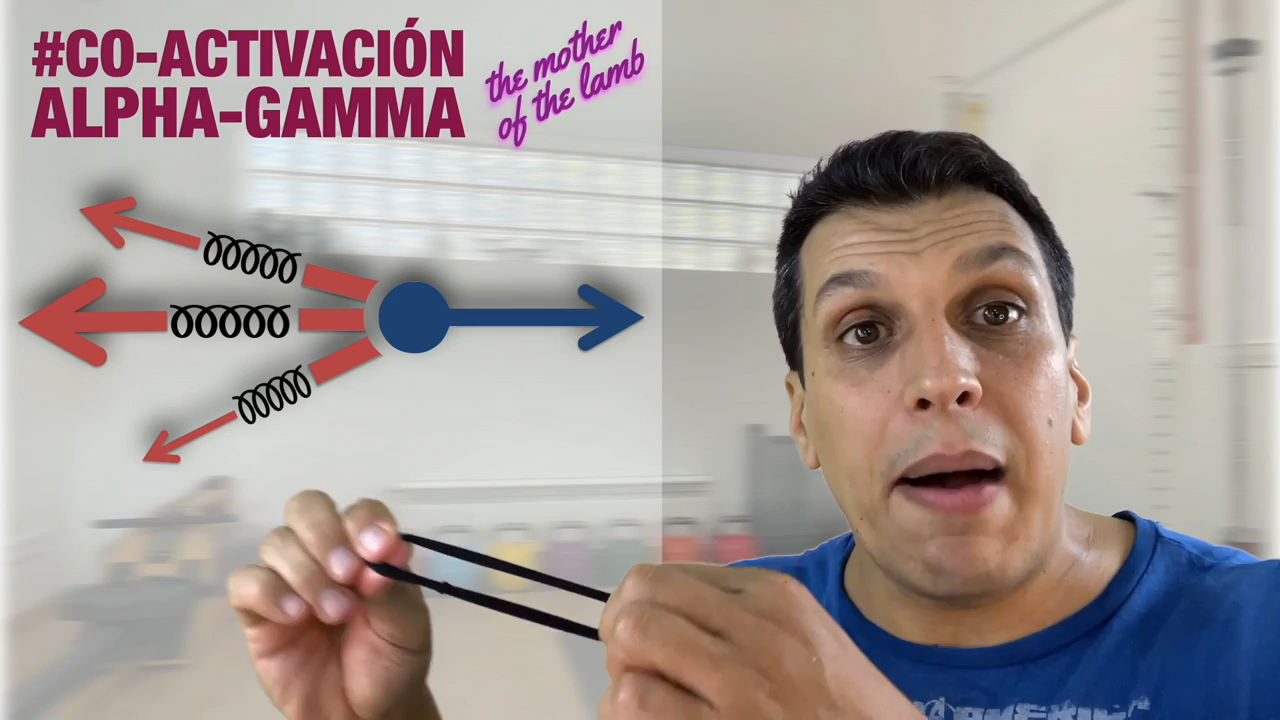 #CO-ACTIVACIÓN
ALPHA-GAMMA
the mother
of the lamb